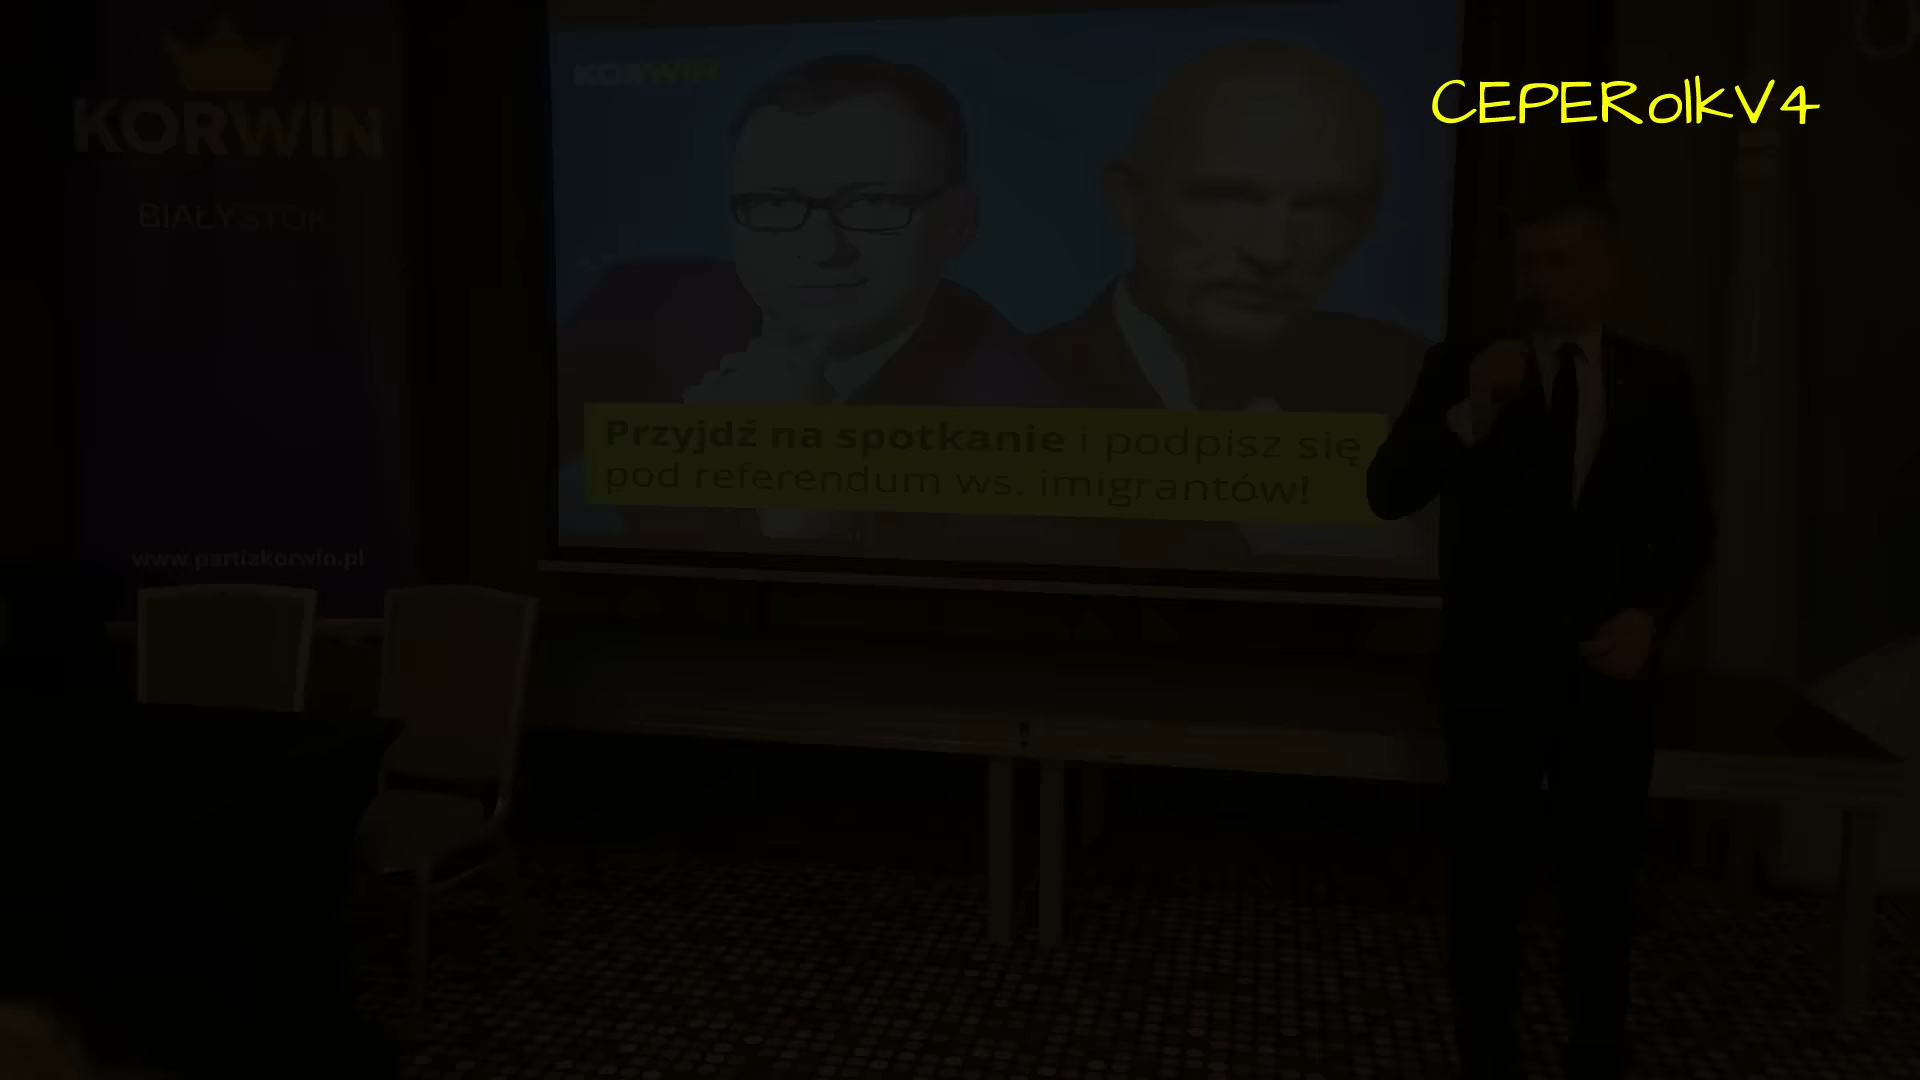 KORWIN
BIAŁYSTOK
www.partiakorwin.pl
KORWIN
Przyjdź na spotkanie i podpisz się
pod referendum ws. imigrantów!
CEPERolkV4